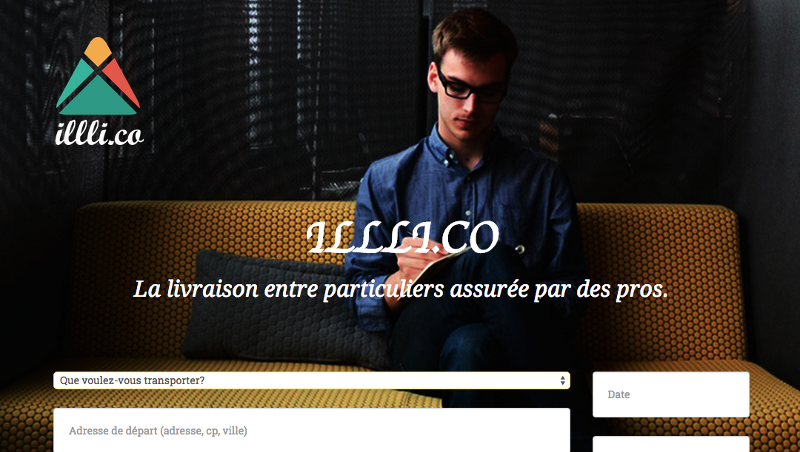 illli.co
ILLLI.CO
La livraison entre particuliers assurée par des pros.
Que voulez-vous transporter?
Date
Adresse de départ (adresse, cp, ville)